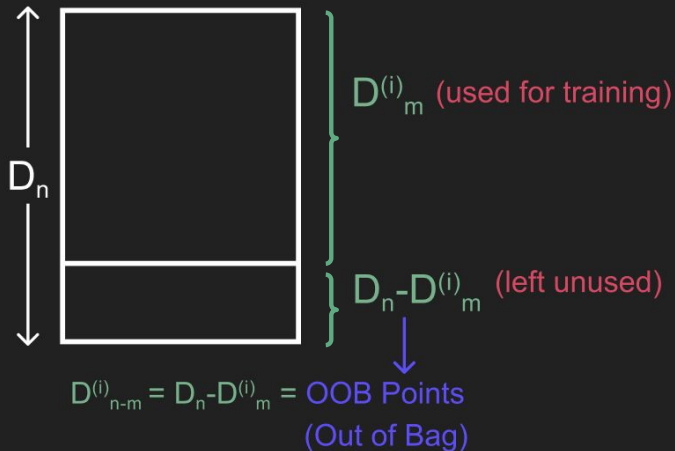 D⁽ⁱ⁾ₘ (used for training)
Dₙ
Dₙ-D⁽ⁱ⁾ₘ (left unused)
D⁽ⁱ⁾ₙ₋ₘ = Dₙ-D⁽ⁱ⁾ₘ = OOB Points
(Out of Bag)